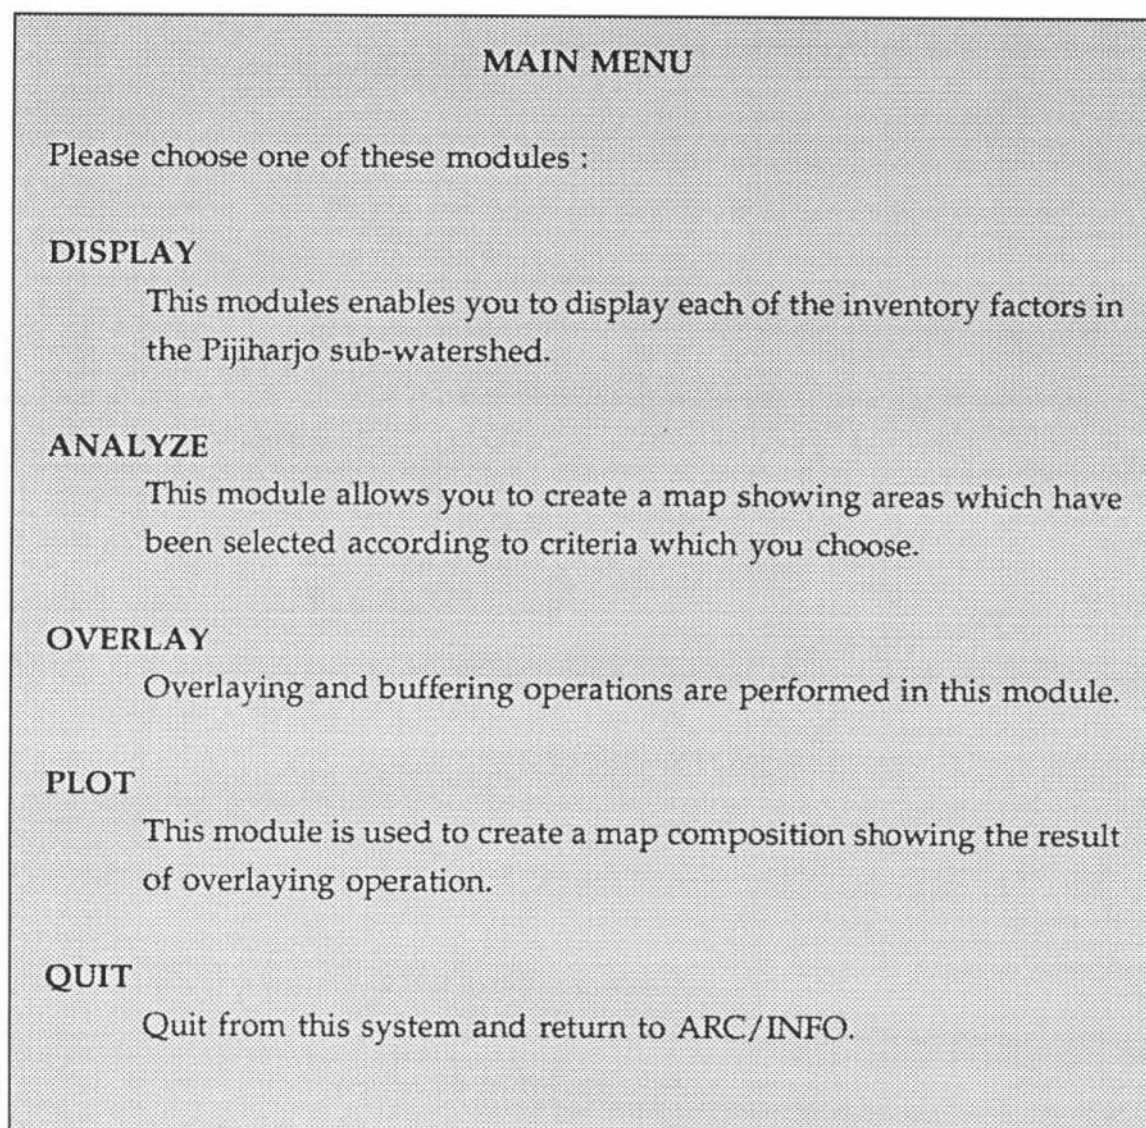 MAIN MENU
Please choose one of these modules :
DISPLAY
This modules enables you to display each of the inventory factors in
the Pijiharjo sub-watershed.
ANALYZE
This module allows you to create a map showing areas which have
been selected according to criteria which you choose.
OVERLAY
Overlaying and buffering operations are performed in this module.
PLOT
This module is used to create a map composition showing the result
of overlaying operation.
QUIT
Quit from this system and return to ARC/INFO.